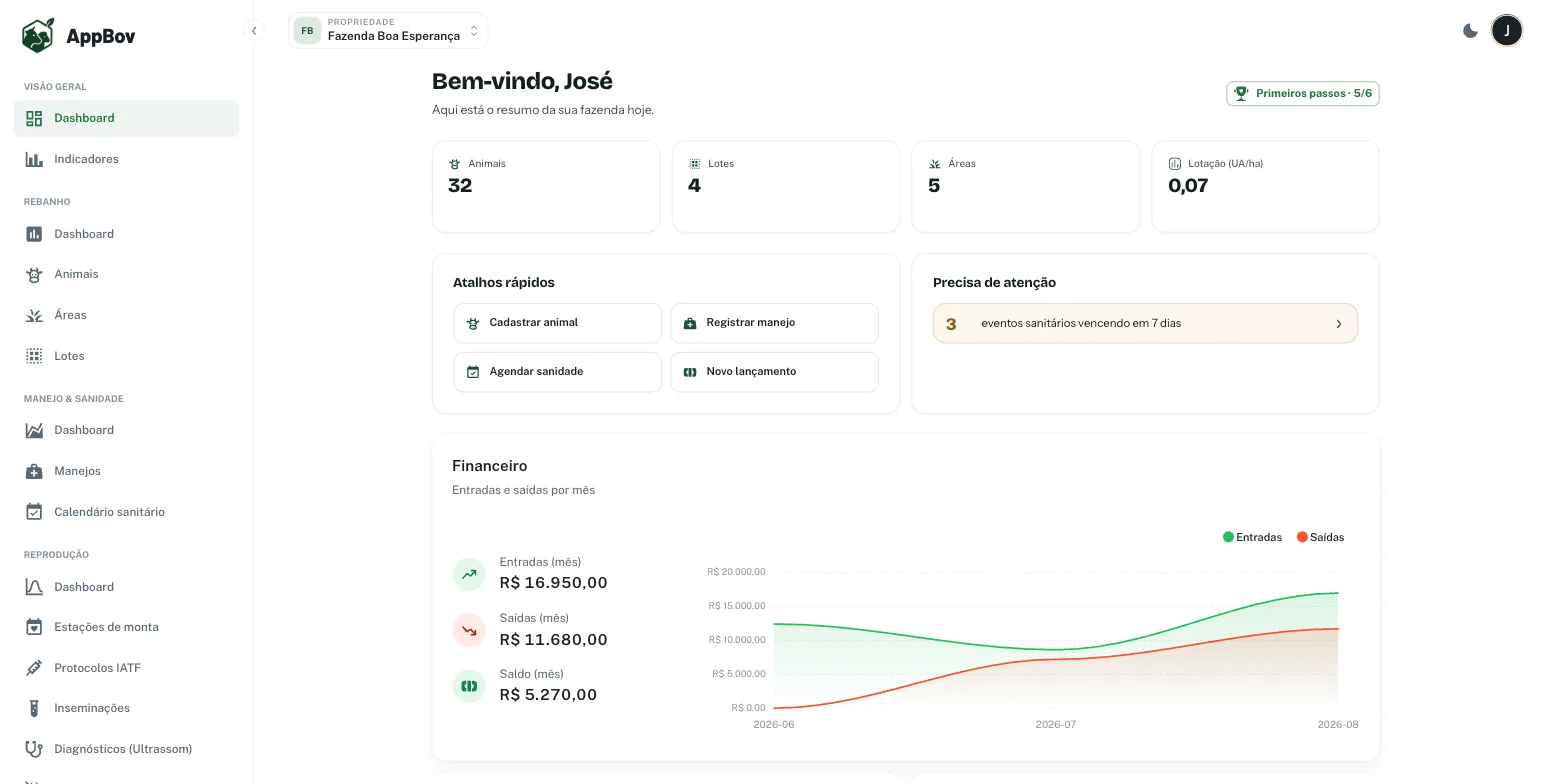 AppBov
FB
PROPRIEDADE
Fazenda Boa Esperança
J
VISÃO GERAL
Dashboard
Indicadores
REBANHO
Dashboard
Animais
Áreas
Lotes
MANEJO & SANIDADE
Dashboard
Manejos
Calendário sanitário
REPRODUÇÃO
Dashboard
Estações de monta
Protocolos IATF
Inseminações
Diagnósticos (Ultrassom)
Bem-vindo, José
Aqui está o resumo da sua fazenda hoje.
Primeiros passos · 5/6
Animais
32
Lotes
4
Áreas
5
Lotação (UA/ha)
0,07
Atalhos rápidos
Cadastrar animal
Registrar manejo
Agendar sanidade
Novo lançamento
Precisa de atenção
3 eventos sanitários vencendo em 7 dias
Financeiro
Entradas e saídas por mês
Entradas (mês)
R$ 16.950,00
Saídas (mês)
R$ 11.680,00
Saldo (mês)
R$ 5.270,00
Entradas Saídas
R$ 20.000,00
R$ 15.000,00
R$ 10.000,00
R$ 5.000,00
R$ 0,00
2026-06 2026-07 2026-08